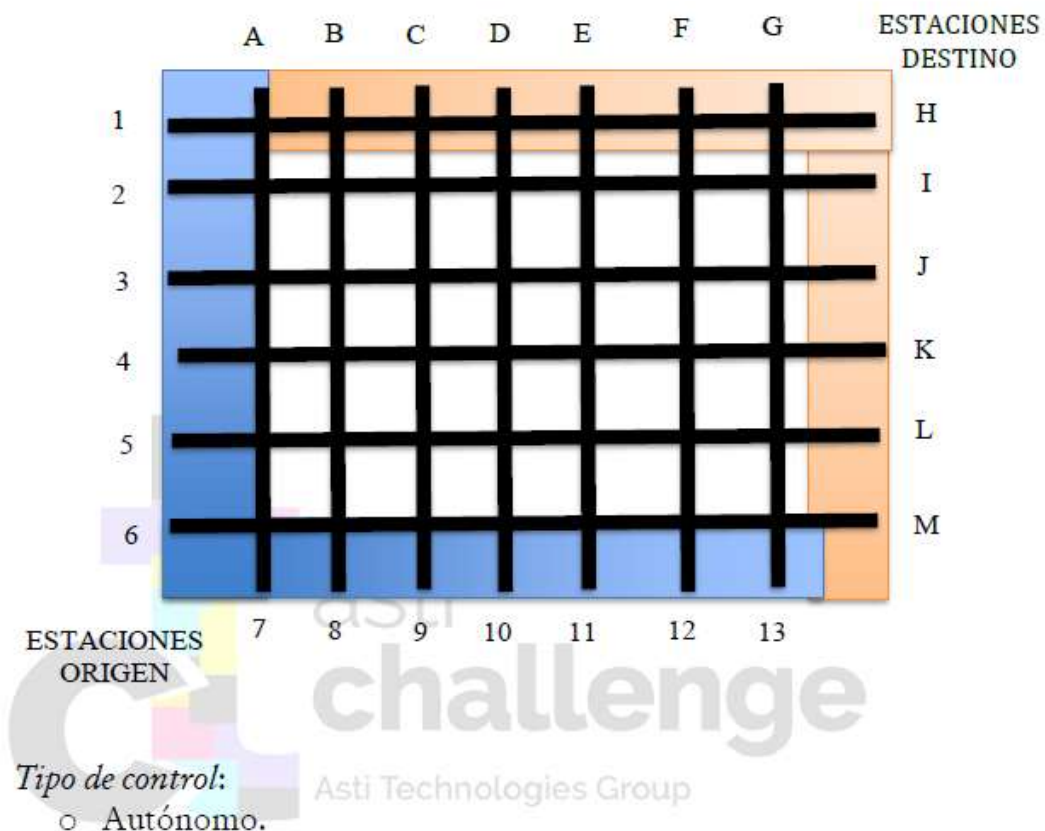 A B C D E F G
ESTACIONES
DESTINO
1 H
2 I
3 J
4 K
5 L
6 M
7 8 9 10 11 12 13
ESTACIONES
ORIGEN
asti
challenge
Asti Technologies Group
Tipo de control:
○ Autónomo.